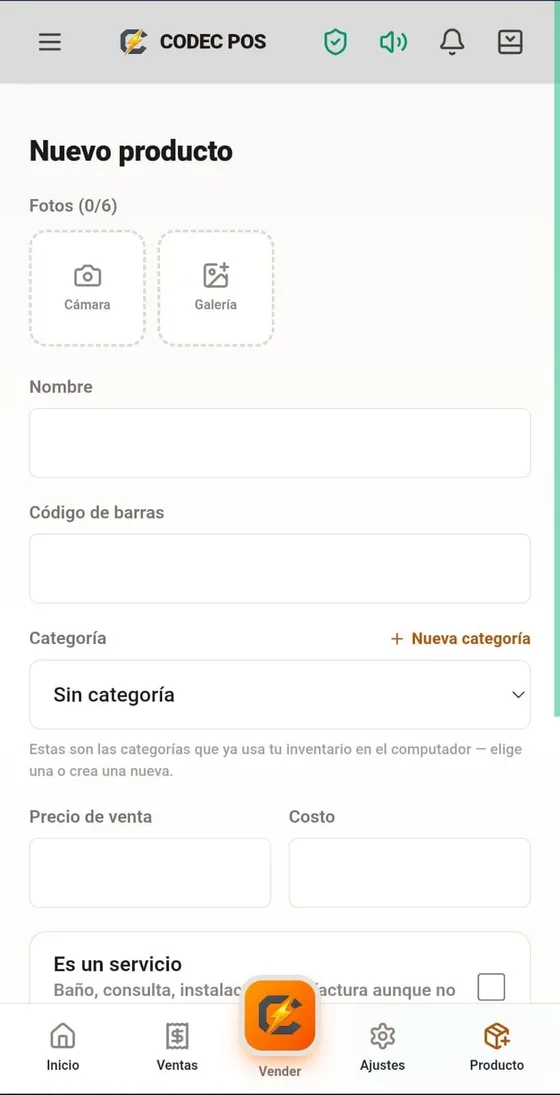 CODEC POS
Nuevo producto
Fotos (0/6)
Cámara
Galería
Nombre
Código de barras
Categoría
+ Nueva categoría
Sin categoría
Estas son las categorías que ya usa tu inventario en el computador — elige
una o crea una nueva.
Precio de venta
Costo
Es un servicio
Baño, consulta, aunque no
Inicio
Ventas
Vender
Ajustes
Producto